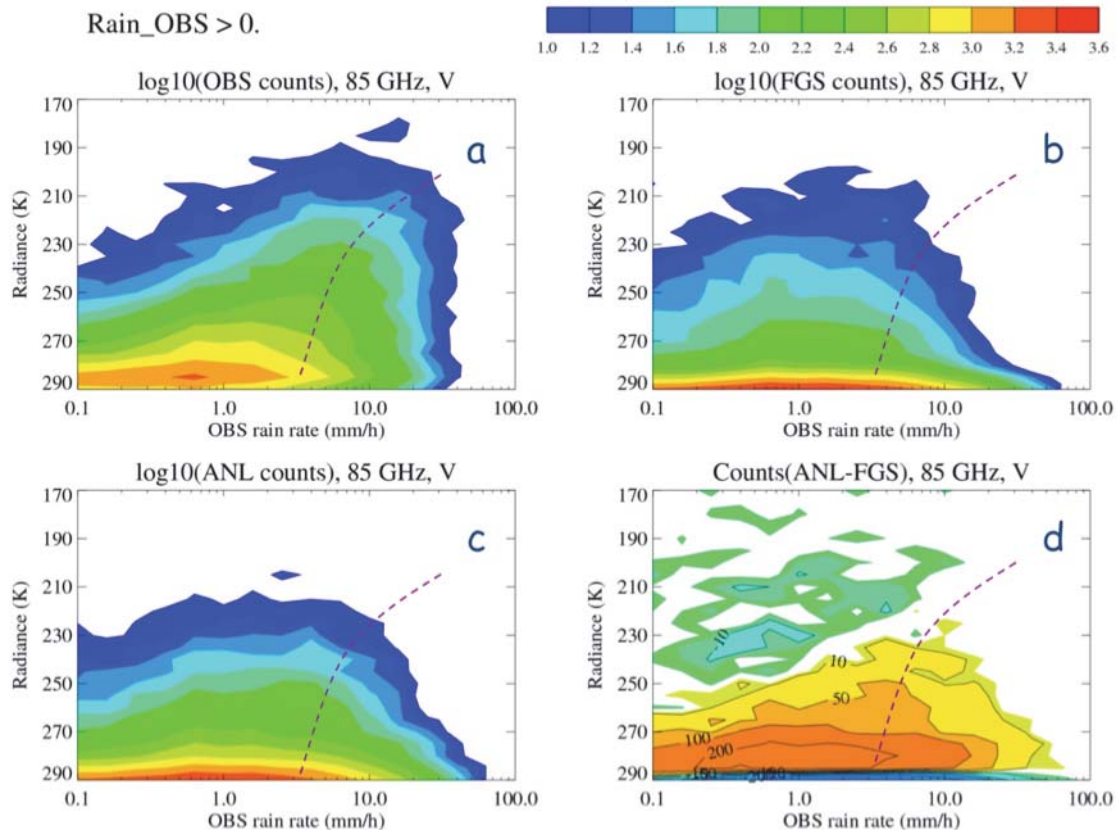 Rain_OBS > 0.
1.0 1.2 1.4 1.6 1.8 2.0 2.2 2.4 2.6 2.8 3.0 3.2 3.4 3.6
log10(OBS counts), 85 GHz, V
170
190
210
230
250
270
290
Radiance (K)
a
0.1 1.0 10.0 100.0
OBS rain rate (mm/h)
log10(FGS counts), 85 GHz, V
170
190
210
230
250
270
290
Radiance (K)
b
0.1 1.0 10.0 100.0
OBS rain rate (mm/h)
log10(ANL counts), 85 GHz, V
170
190
210
230
250
270
290
Radiance (K)
c
0.1 1.0 10.0 100.0
OBS rain rate (mm/h)
Counts(ANL-FGS), 85 GHz, V
170
190
210
230
250
270
290
Radiance (K)
d
-10
10
50
100
200
0.1 1.0 10.0 100.0
OBS rain rate (mm/h)